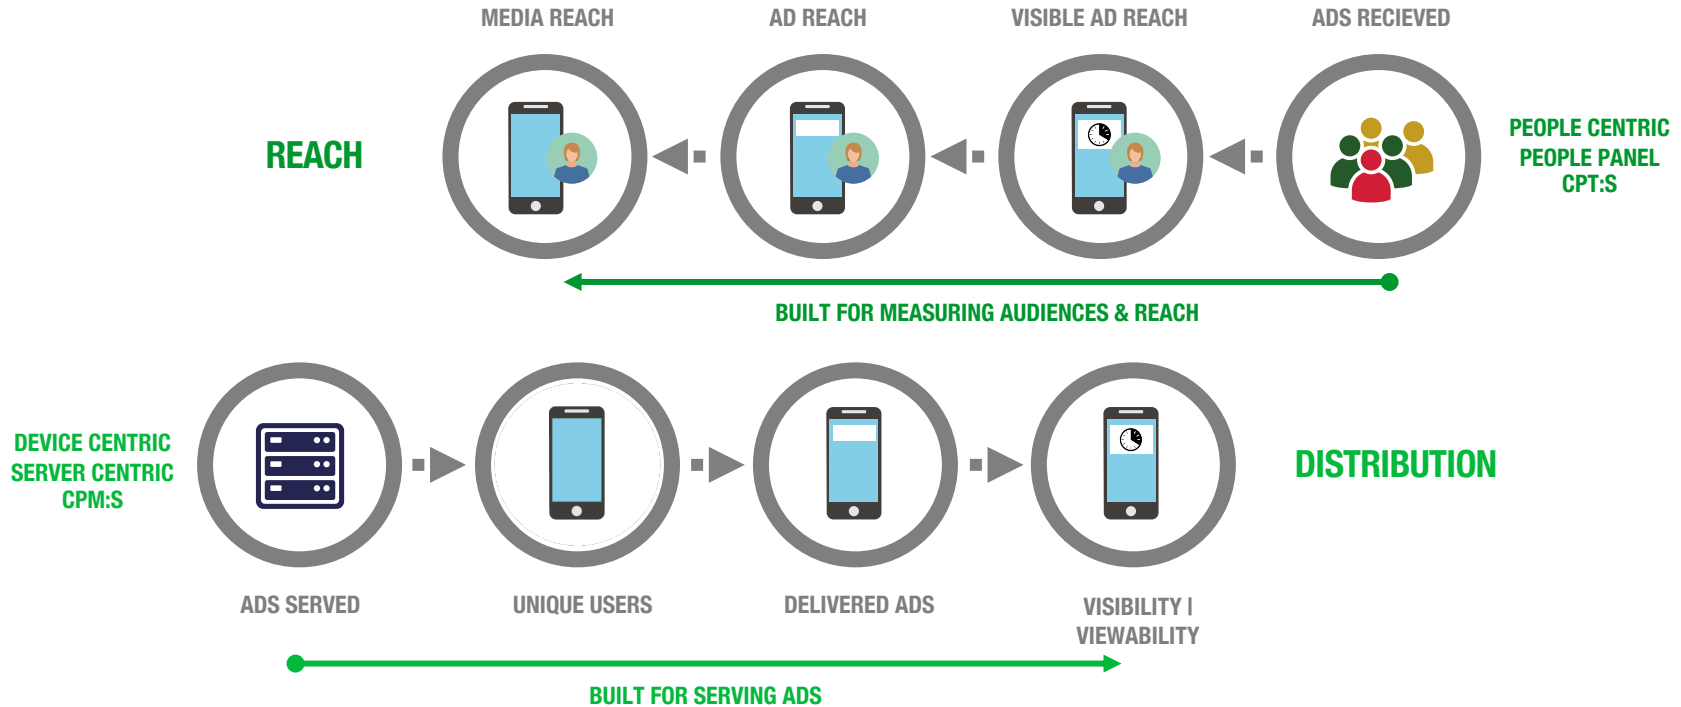 MEDIA REACH
AD REACH
VISIBLE AD REACH
ADS RECIEVED
REACH
PEOPLE CENTRIC
PEOPLE PANEL
CPT:S
BUILT FOR MEASURING AUDIENCES & REACH
DEVICE CENTRIC
SERVER CENTRIC
CPM:S
DISTRIBUTION
ADS SERVED
UNIQUE USERS
DELIVERED ADS
VISIBILITY |
VIEWABILITY
BUILT FOR SERVING ADS